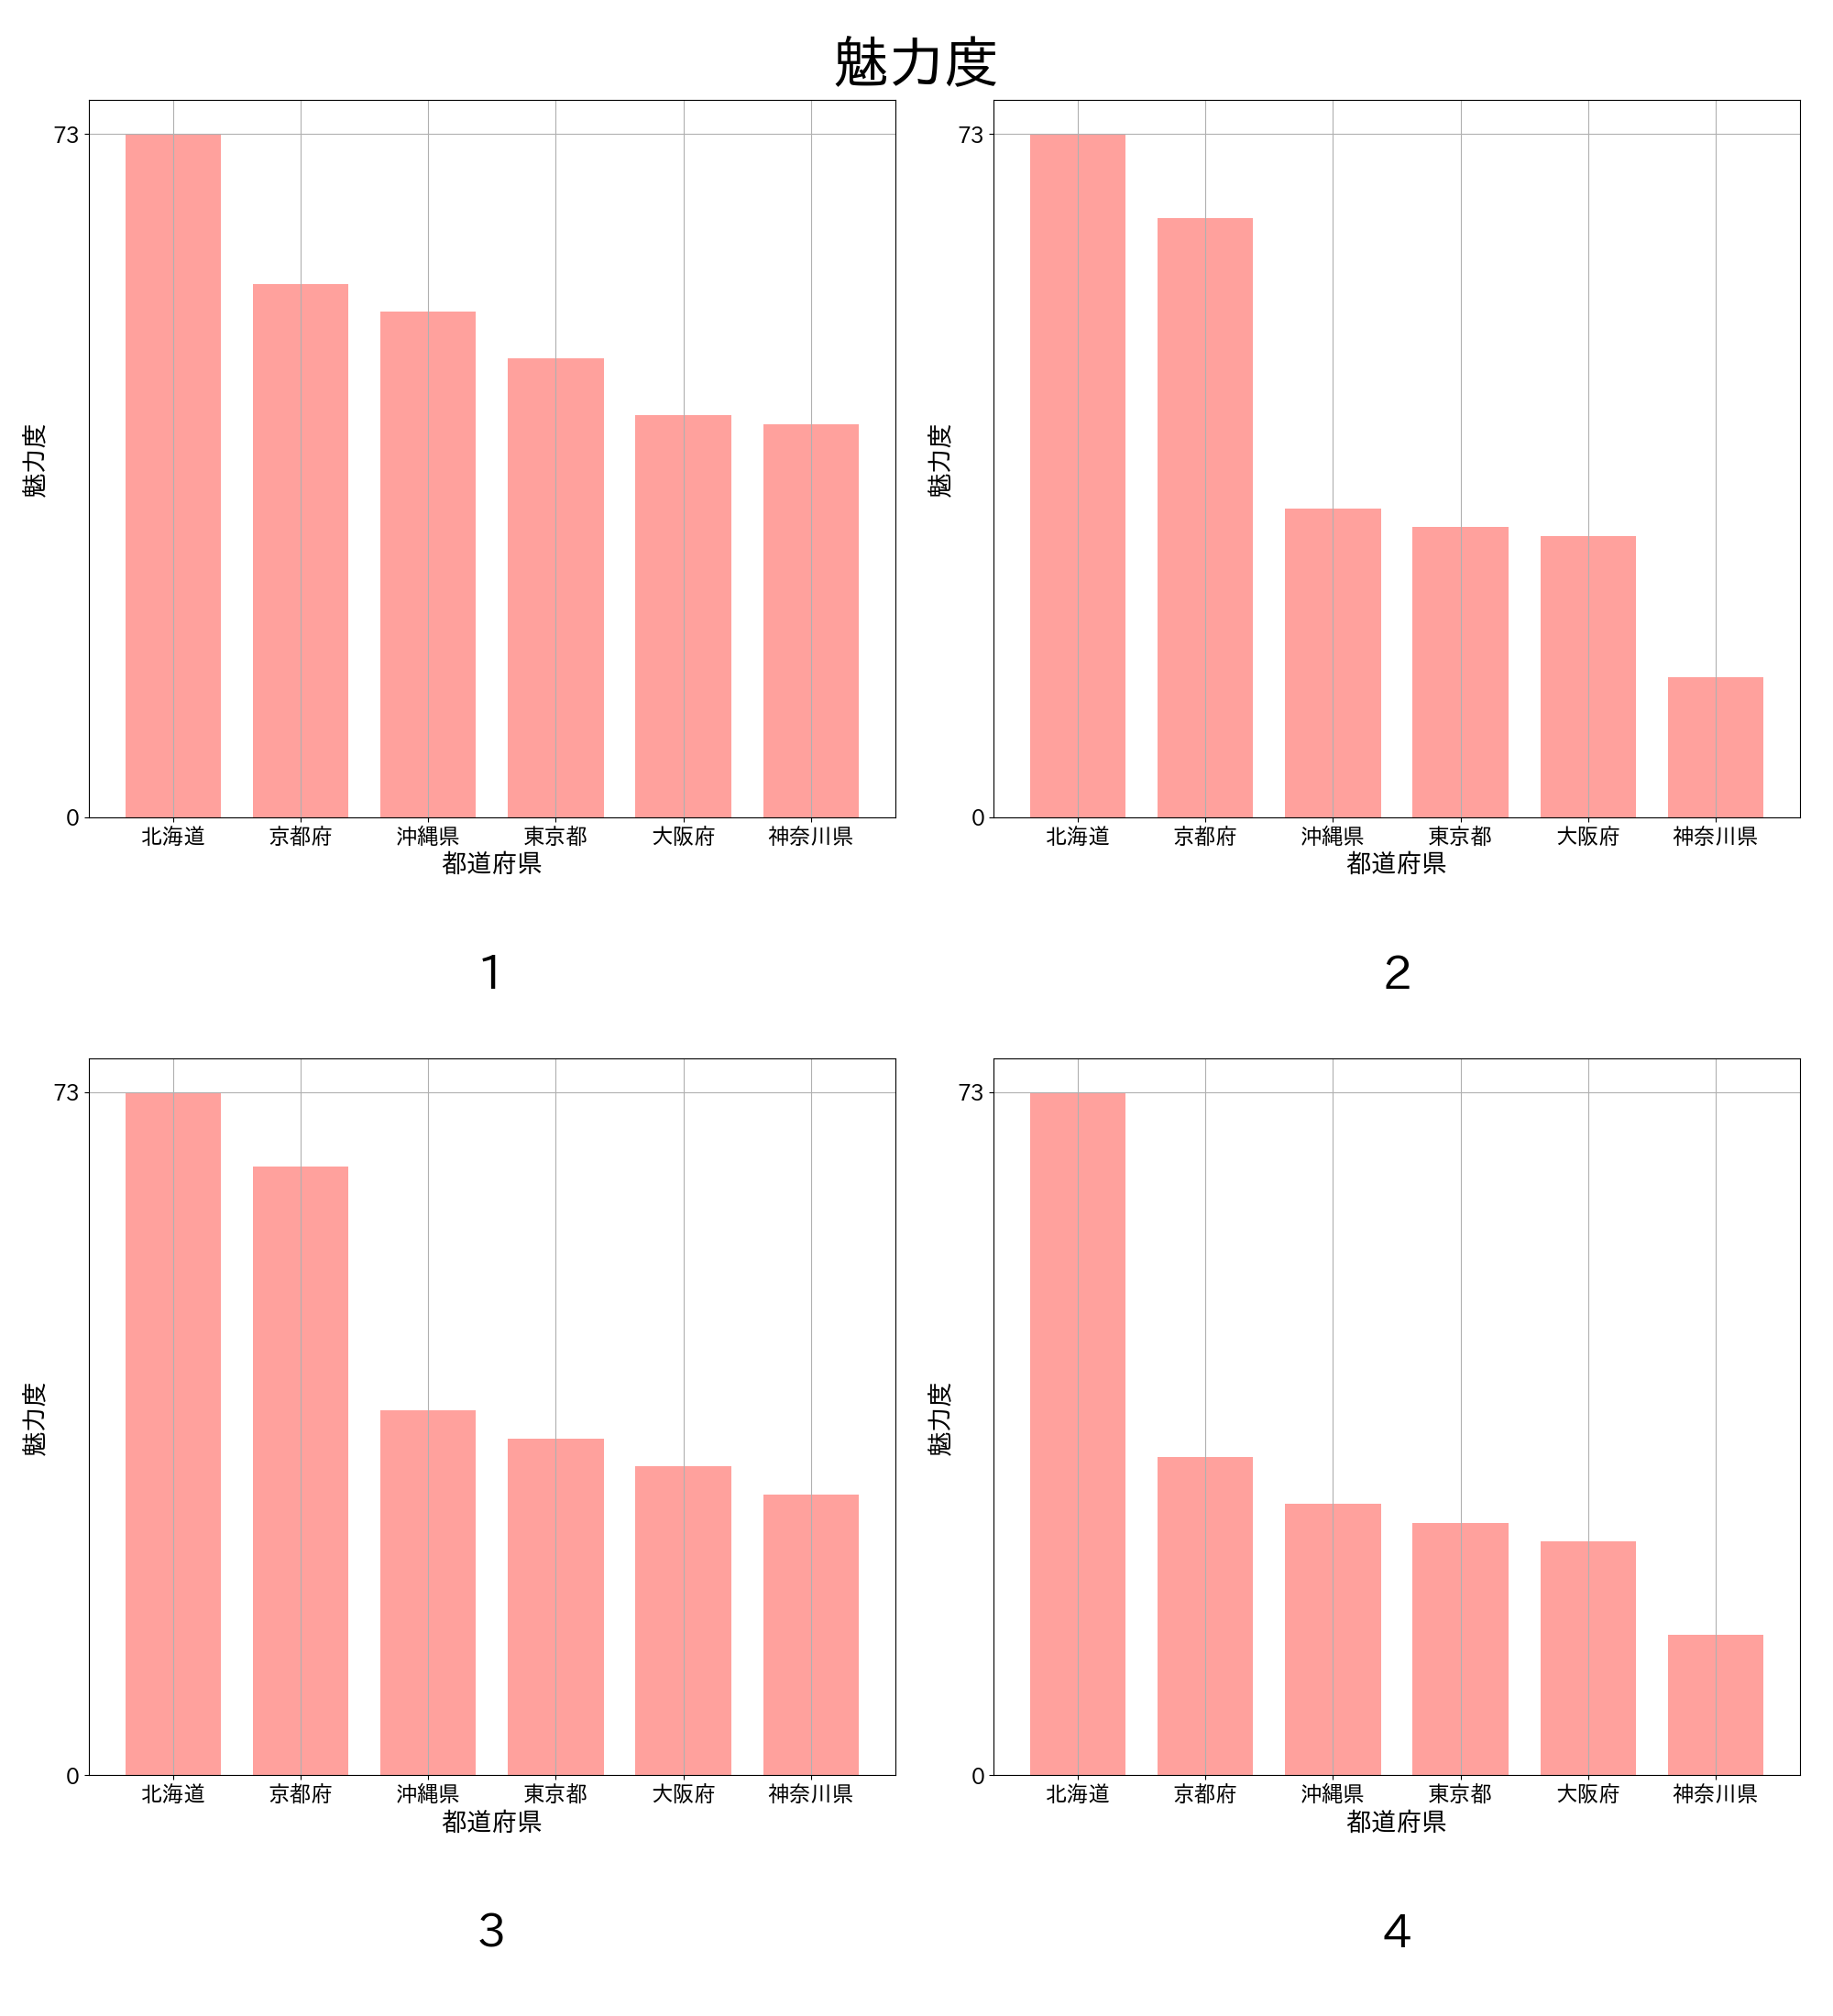 魅力度
73
0
魅力度
北海道 京都府 沖縄県 東京都 大阪府 神奈川県
都道府県
1
73
0
魅力度
北海道 京都府 沖縄県 東京都 大阪府 神奈川県
都道府県
2
73
0
魅力度
北海道 京都府 沖縄県 東京都 大阪府 神奈川県
都道府県
3
73
0
魅力度
北海道 京都府 沖縄県 東京都 大阪府 神奈川県
都道府県
4